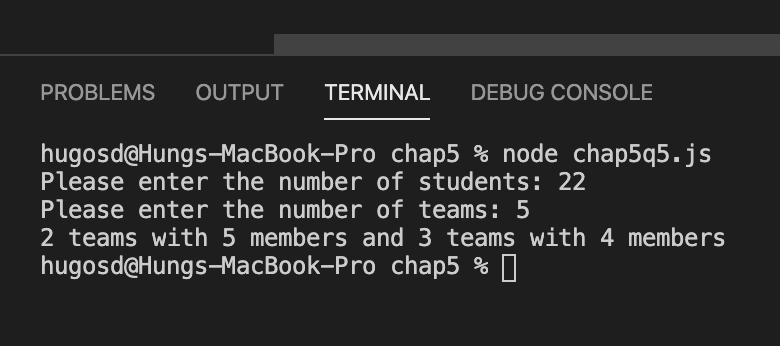 PROBLEMS OUTPUT TERMINAL DEBUG CONSOLE
hugosd@Hungs-MacBook-Pro chap5 % node chap5q5.js
Please enter the number of students: 22
Please enter the number of teams: 5
2 teams with 5 members and 3 teams with 4 members
hugosd@Hungs-MacBook-Pro chap5 %